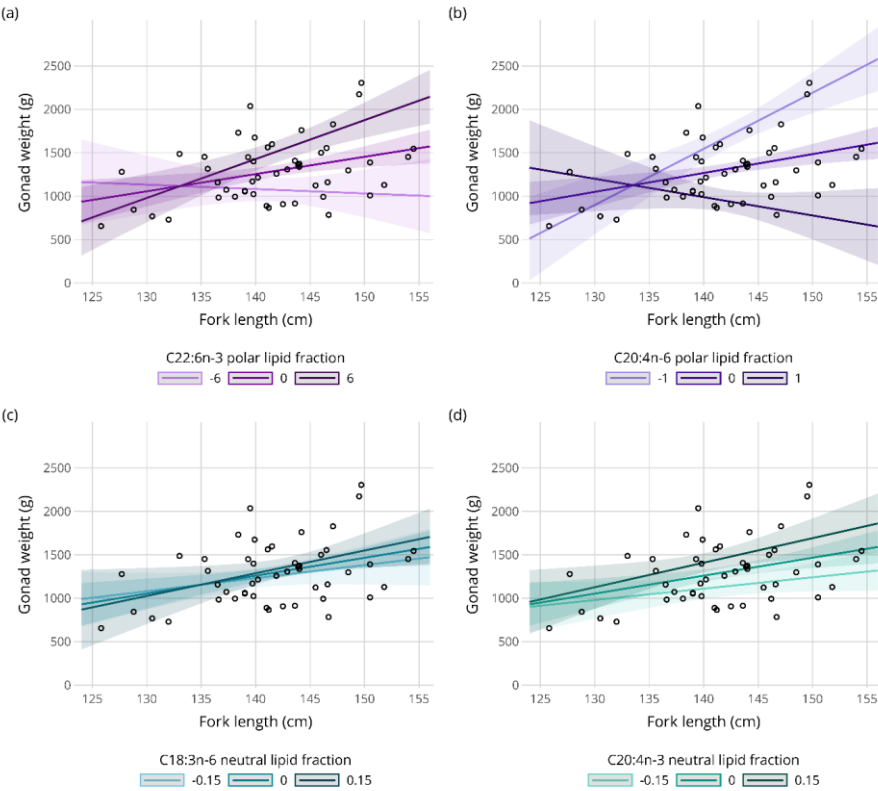 (a)
(b)
Gonad weight (g)
2500
2000
1500
1000
500
0
125 130 135 140 145 150 155
Fork length (cm)
C22:6n-3 polar lipid fraction
-6 0 6
Gonad weight (g)
2500
2000
1500
1000
500
0
125 130 135 140 145 150 155
Fork length (cm)
C20:4n-6 polar lipid fraction
-1 0 1
(c)
(d)
Gonad weight (g)
2500
2000
1500
1000
500
0
125 130 135 140 145 150 155
Fork length (cm)
C18:3n-6 neutral lipid fraction
-0.15 0 0.15
Gonad weight (g)
2500
2000
1500
1000
500
0
125 130 135 140 145 150 155
Fork length (cm)
C20:4n-3 neutral lipid fraction
-0.15 0 0.15